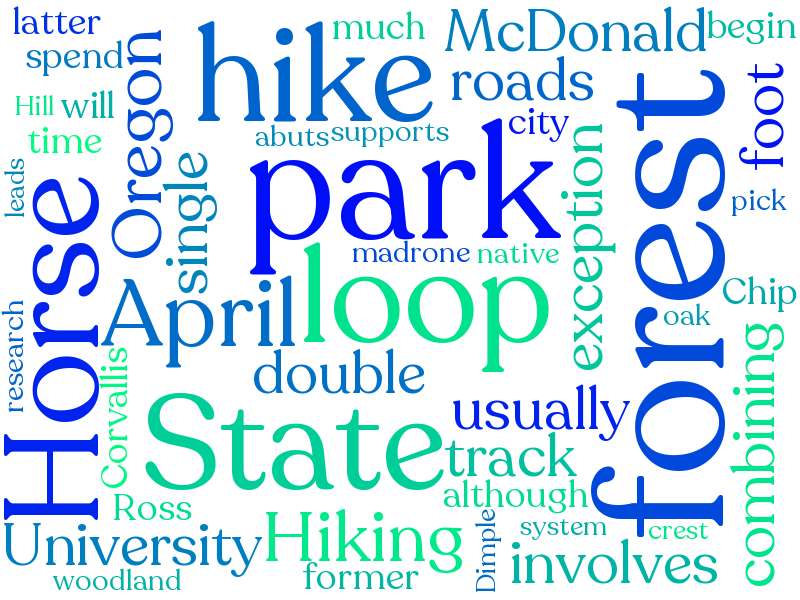 latter
spend
Hill
will
time
Oregon
hike
much
McDonald
begin
roads
city
foot
abuts
supports
leads
Horse
single
park
exception
forest
pick
madrone
native
April
loop
Chip
oak
research
Corvallis
double
combining
State
usually
track
although
Ross
University
Hiking
Dimple
system
crest
involves
woodland
former